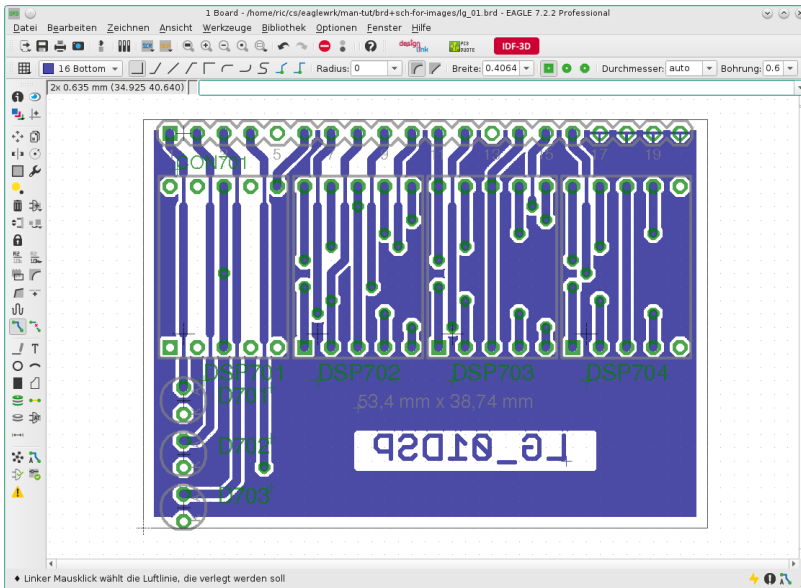 1 Board - /home/ric/cs/eaglewrk/man-tut/brd+sch-for-images/lg_01.brd - EAGLE 7.2.2 Professional
Datei Bearbeiten Zeichnen Ansicht Werkzeuge Bibliothek Optionen Fenster Hilfe
design link IDF-3D
16 Bottom Radius: 0 Breite: 0.4064 Durchmesser: auto Bohrung: 0.6
2x 0.635 mm (34.925 40.640)
5 7 15 17 19
CON701
DSP701 DSP702 DSP703 DSP704
D701
53,4 mm x 38,74 mm
D702
LG_01DSP
D703
Linker Mausklick wählt die Luftlinie, die verlegt werden soll